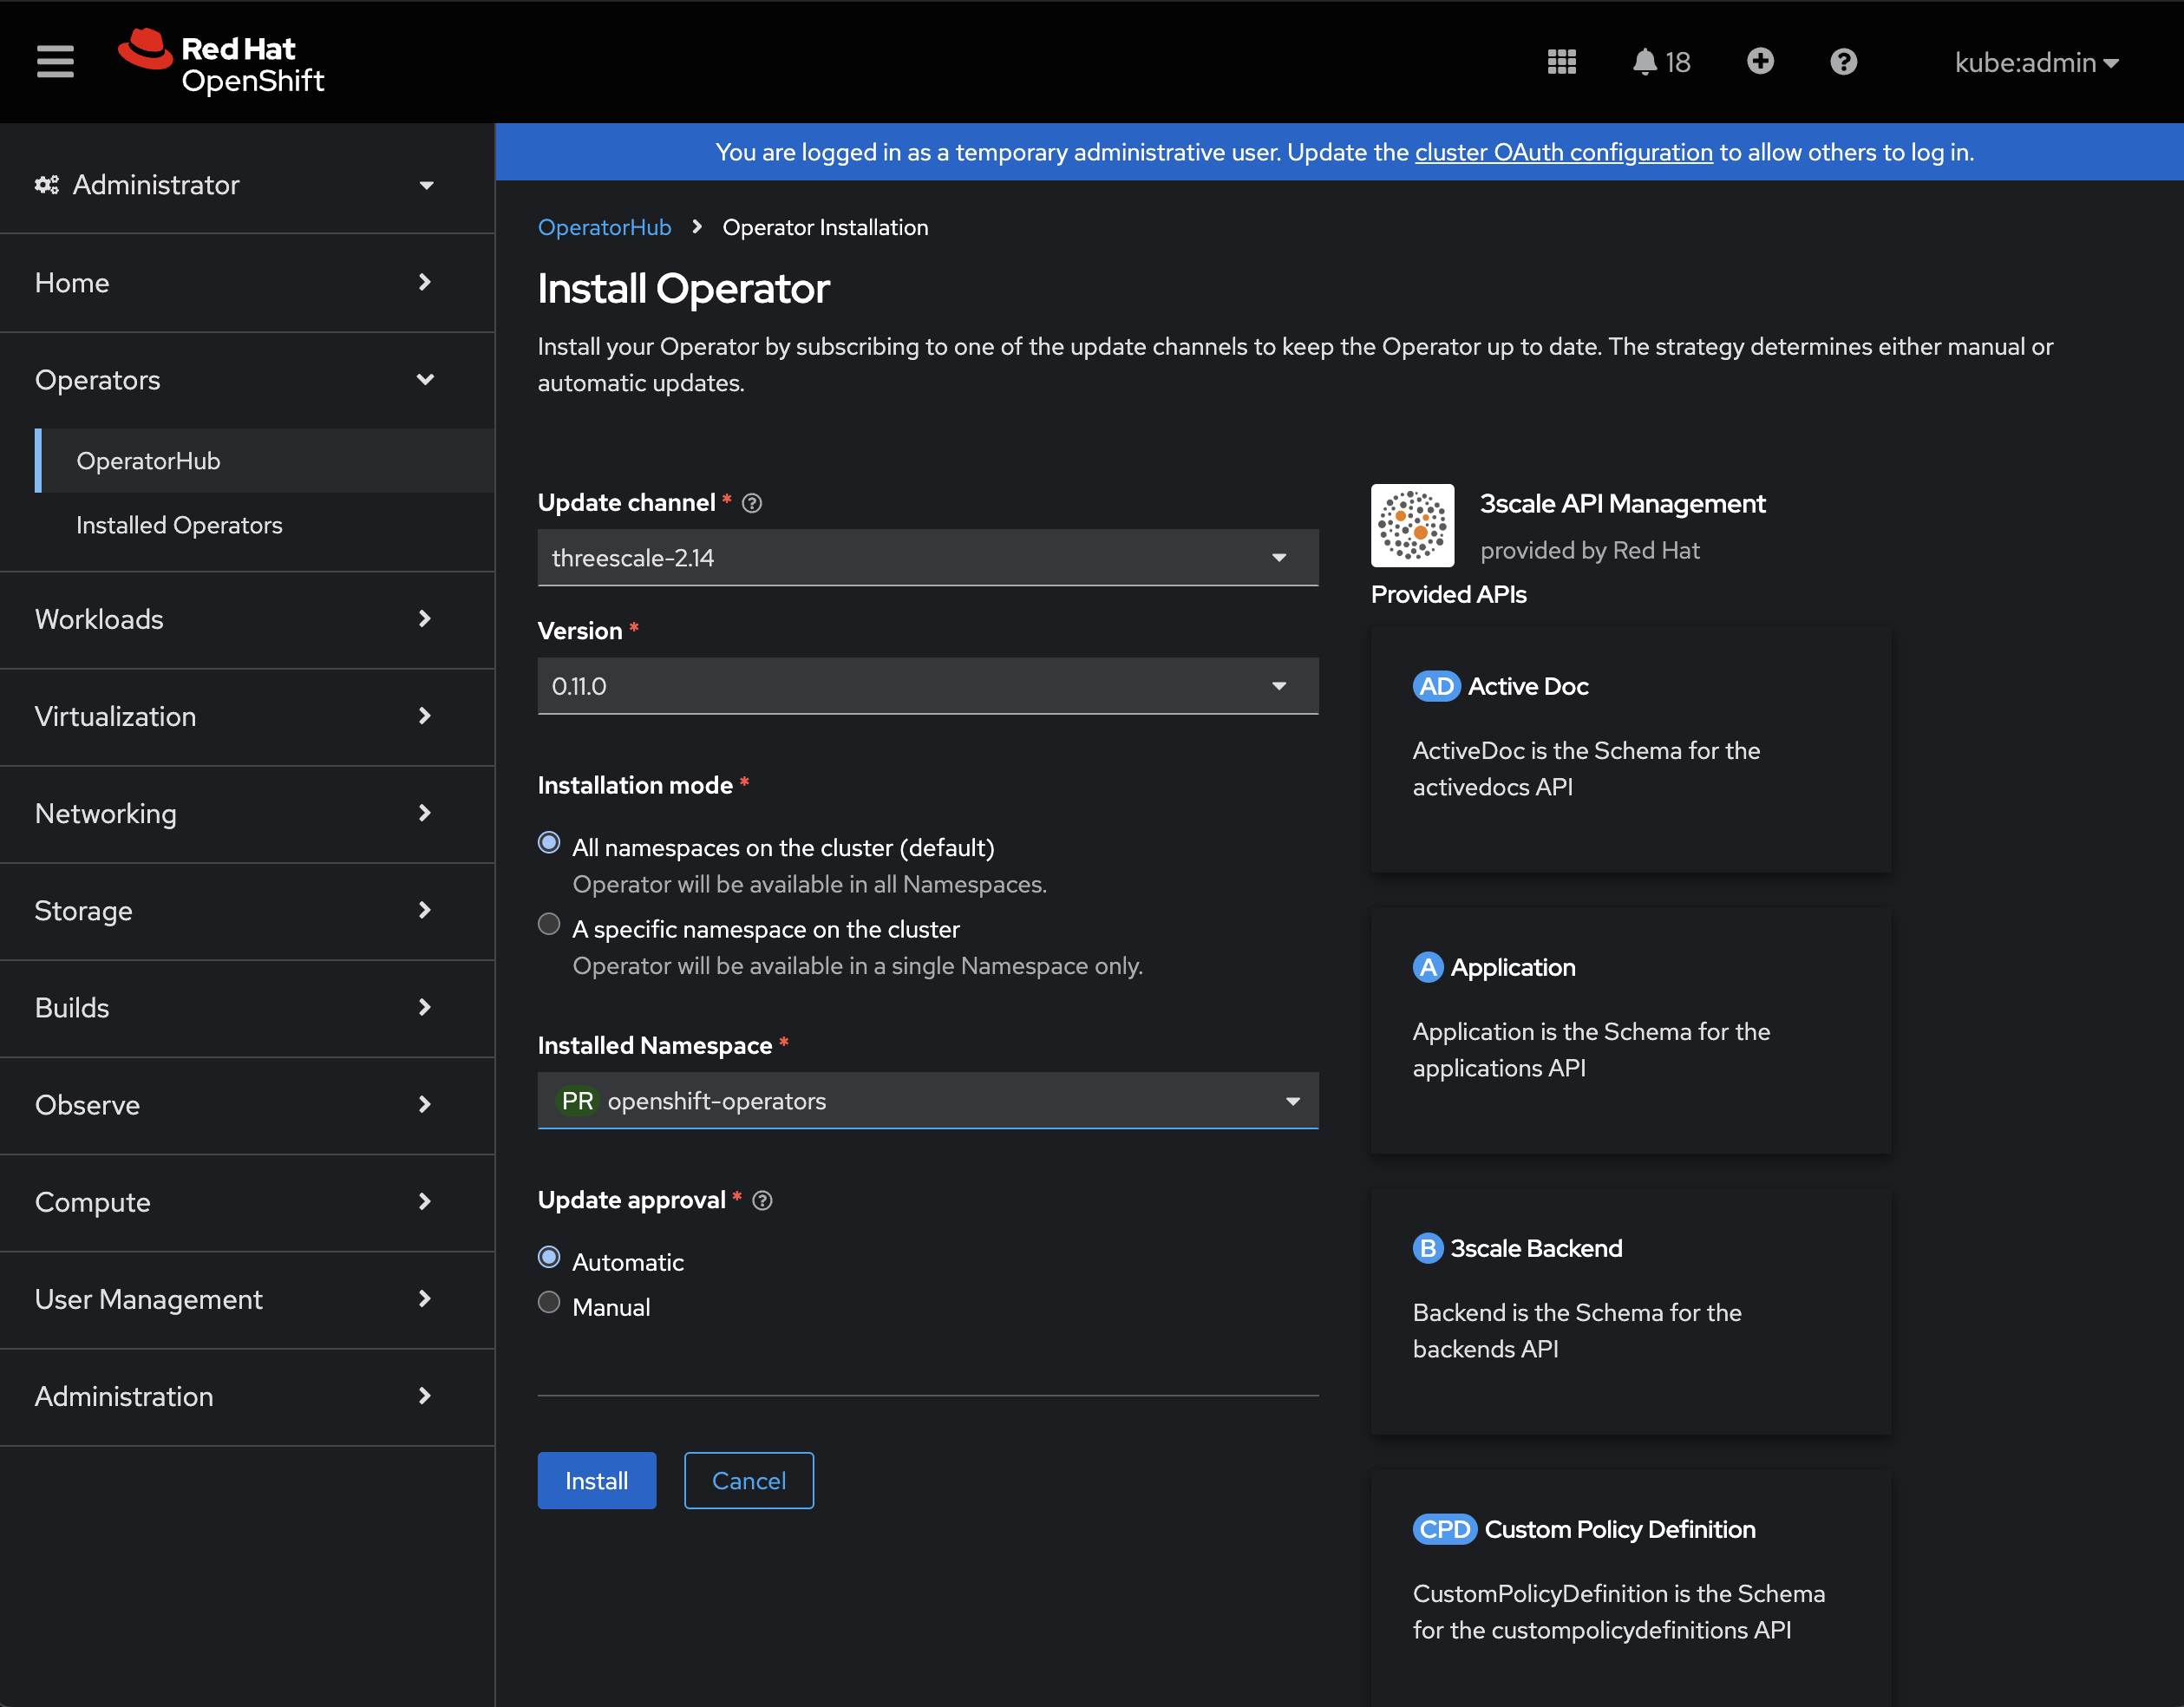 Red Hat
OpenShift
18
kube:admin
Administrator
Home
Operators
OperatorHub
Installed Operators
Workloads
Virtualization
Networking
Storage
Builds
Observe
Compute
User Management
Administration
You are logged in as a temporary administrative user. Update the cluster OAuth configuration to allow others to log in.
OperatorHub
Operator Installation
Install Operator
Install your Operator by subscribing to one of the update channels to keep the Operator up to date. The strategy determines either manual or
automatic updates.
Update channel *
threescale-2.14
Version *
0.11.0
Installation mode *
All namespaces on the cluster (default)
Operator will be available in all Namespaces.
A specific namespace on the cluster
Operator will be available in a single Namespace only.
Installed Namespace *
PR openshift-operators
Update approval *
Automatic
Manual
Install
Cancel
3scale API Management
provided by Red Hat
Provided APIs
AD Active Doc
ActiveDoc is the Schema for the
activedocs API
A Application
Application is the Schema for the
applications API
B 3scale Backend
Backend is the Schema for the
backends API
CPD Custom Policy Definition
CustomPolicyDefinition is the Schema
for the custompolicydefinitions API